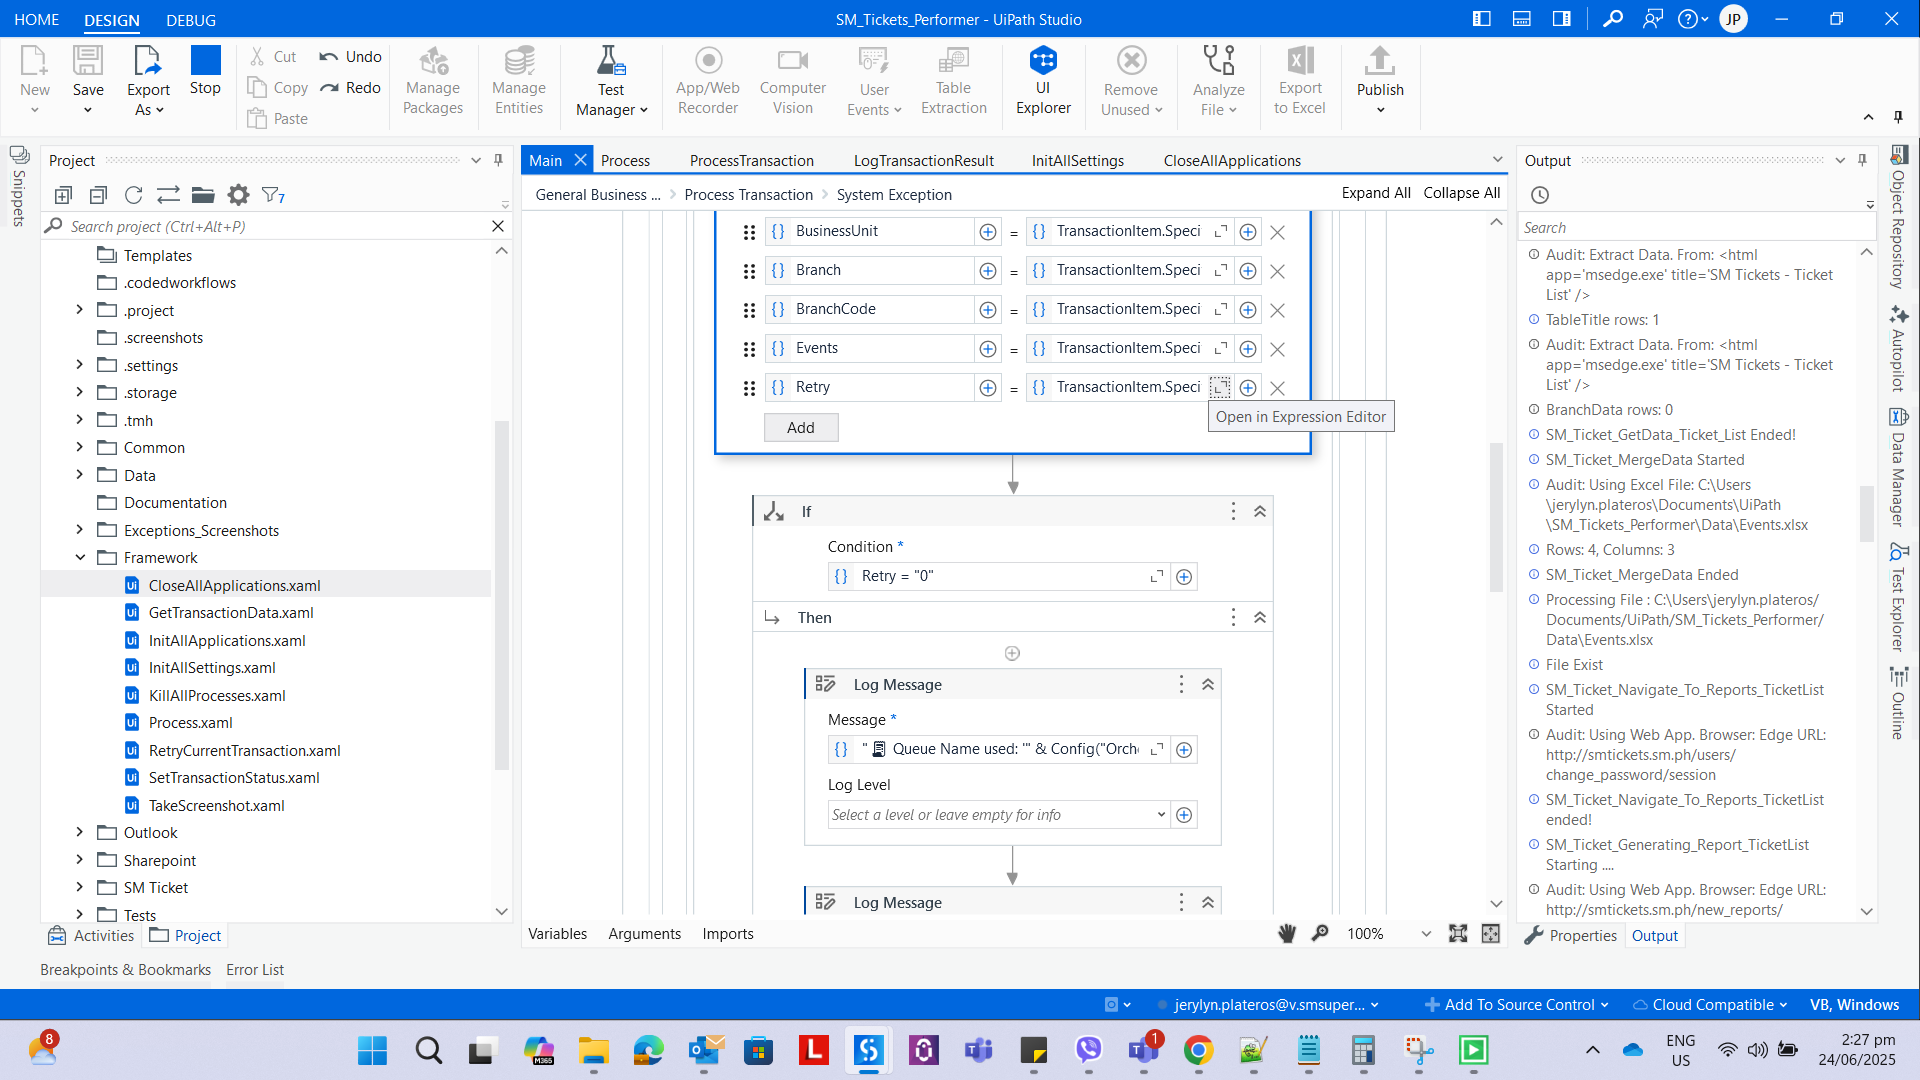 HOME
DESIGN
DEBUG
SM_Tickets_Performer - UiPath Studio
JP
New
Save
Export
As
Stop
Cut
Copy
Paste
Undo
Redo
Manage
Packages
Manage
Entities
Test
Manager
App/Web
Recorder
Computer
Vision
User
Events
Table
Extraction
UI
Explorer
Remove
Unused
Analyze
File
Export
to Excel
Publish
Snippets
Project
7
Search project (Ctrl+Alt+P)
Templates
.codedworkflows
.project
.screenshots
.settings
.storage
.tmh
Common
Data
Documentation
Exceptions_Screenshots
Framework
CloseAllApplications.xaml
GetTransactionData.xaml
InitAllApplications.xaml
InitAllSettings.xaml
KillAllProcesses.xaml
Process.xaml
RetryCurrentTransaction.xaml
SetTransactionStatus.xaml
TakeScreenshot.xaml
Outlook
Sharepoint
SM Ticket
Tests
Activities
Project
Breakpoints & Bookmarks
Error List
Main
Process
ProcessTransaction
LogTransactionResult
InitAllSettings
CloseAllApplications
General Business ...
Process Transaction
System Exception
Expand All
Collapse All
BusinessUnit = TransactionItem.Speci
Branch = TransactionItem.Speci
BranchCode = TransactionItem.Speci
Events = TransactionItem.Speci
Retry = TransactionItem.Speci
Add
Open in Expression Editor
If
Condition *
Retry = "0"
Then
Log Message
Message *
" Queue Name used: '" & Config("Orche
Log Level
Select a level or leave empty for info
Log Message
Variables
Arguments
Imports
100%
Output
Search
Audit: Extract Data. From: <html
app='msedge.exe' title='SM Tickets - Ticket
List' />
TableTitle rows: 1
Audit: Extract Data. From: <html
app='msedge.exe' title='SM Tickets - Ticket
List' />
BranchData rows: 0
SM_Ticket_GetData_Ticket_List Ended!
SM_Ticket_MergeData Started
Audit: Using Excel File: C:\Users
\jerylyn.plateros\Documents\UiPath
\SM_Tickets_Performer\Data\Events.xlsx
Rows: 4, Columns: 3
SM_Ticket_MergeData Ended
Processing File : C:\Users\jerylyn.plateros/
Documents/UiPath/SM_Tickets_Performer/
Data\Events.xlsx
File Exist
SM_Ticket_Navigate_To_Reports_TicketList
Started
Audit: Using Web App. Browser: Edge URL:
http://smtickets.sm.ph/users/
change_password/session
SM_Ticket_Navigate_To_Reports_TicketList
ended!
SM_Ticket_Generating_Report_TicketList
Starting ....
Audit: Using Web App. Browser: Edge URL:
http://smtickets.sm.ph/new_reports/
Properties
Output
Object Repository
Autopilot
Data Manager
Test Explorer
Outline
jerylyn.plateros@v.smsuper...
Add To Source Control
Cloud Compatible
VB, Windows
8
M365
L
1
ENG
US
2:27 pm
24/06/2025